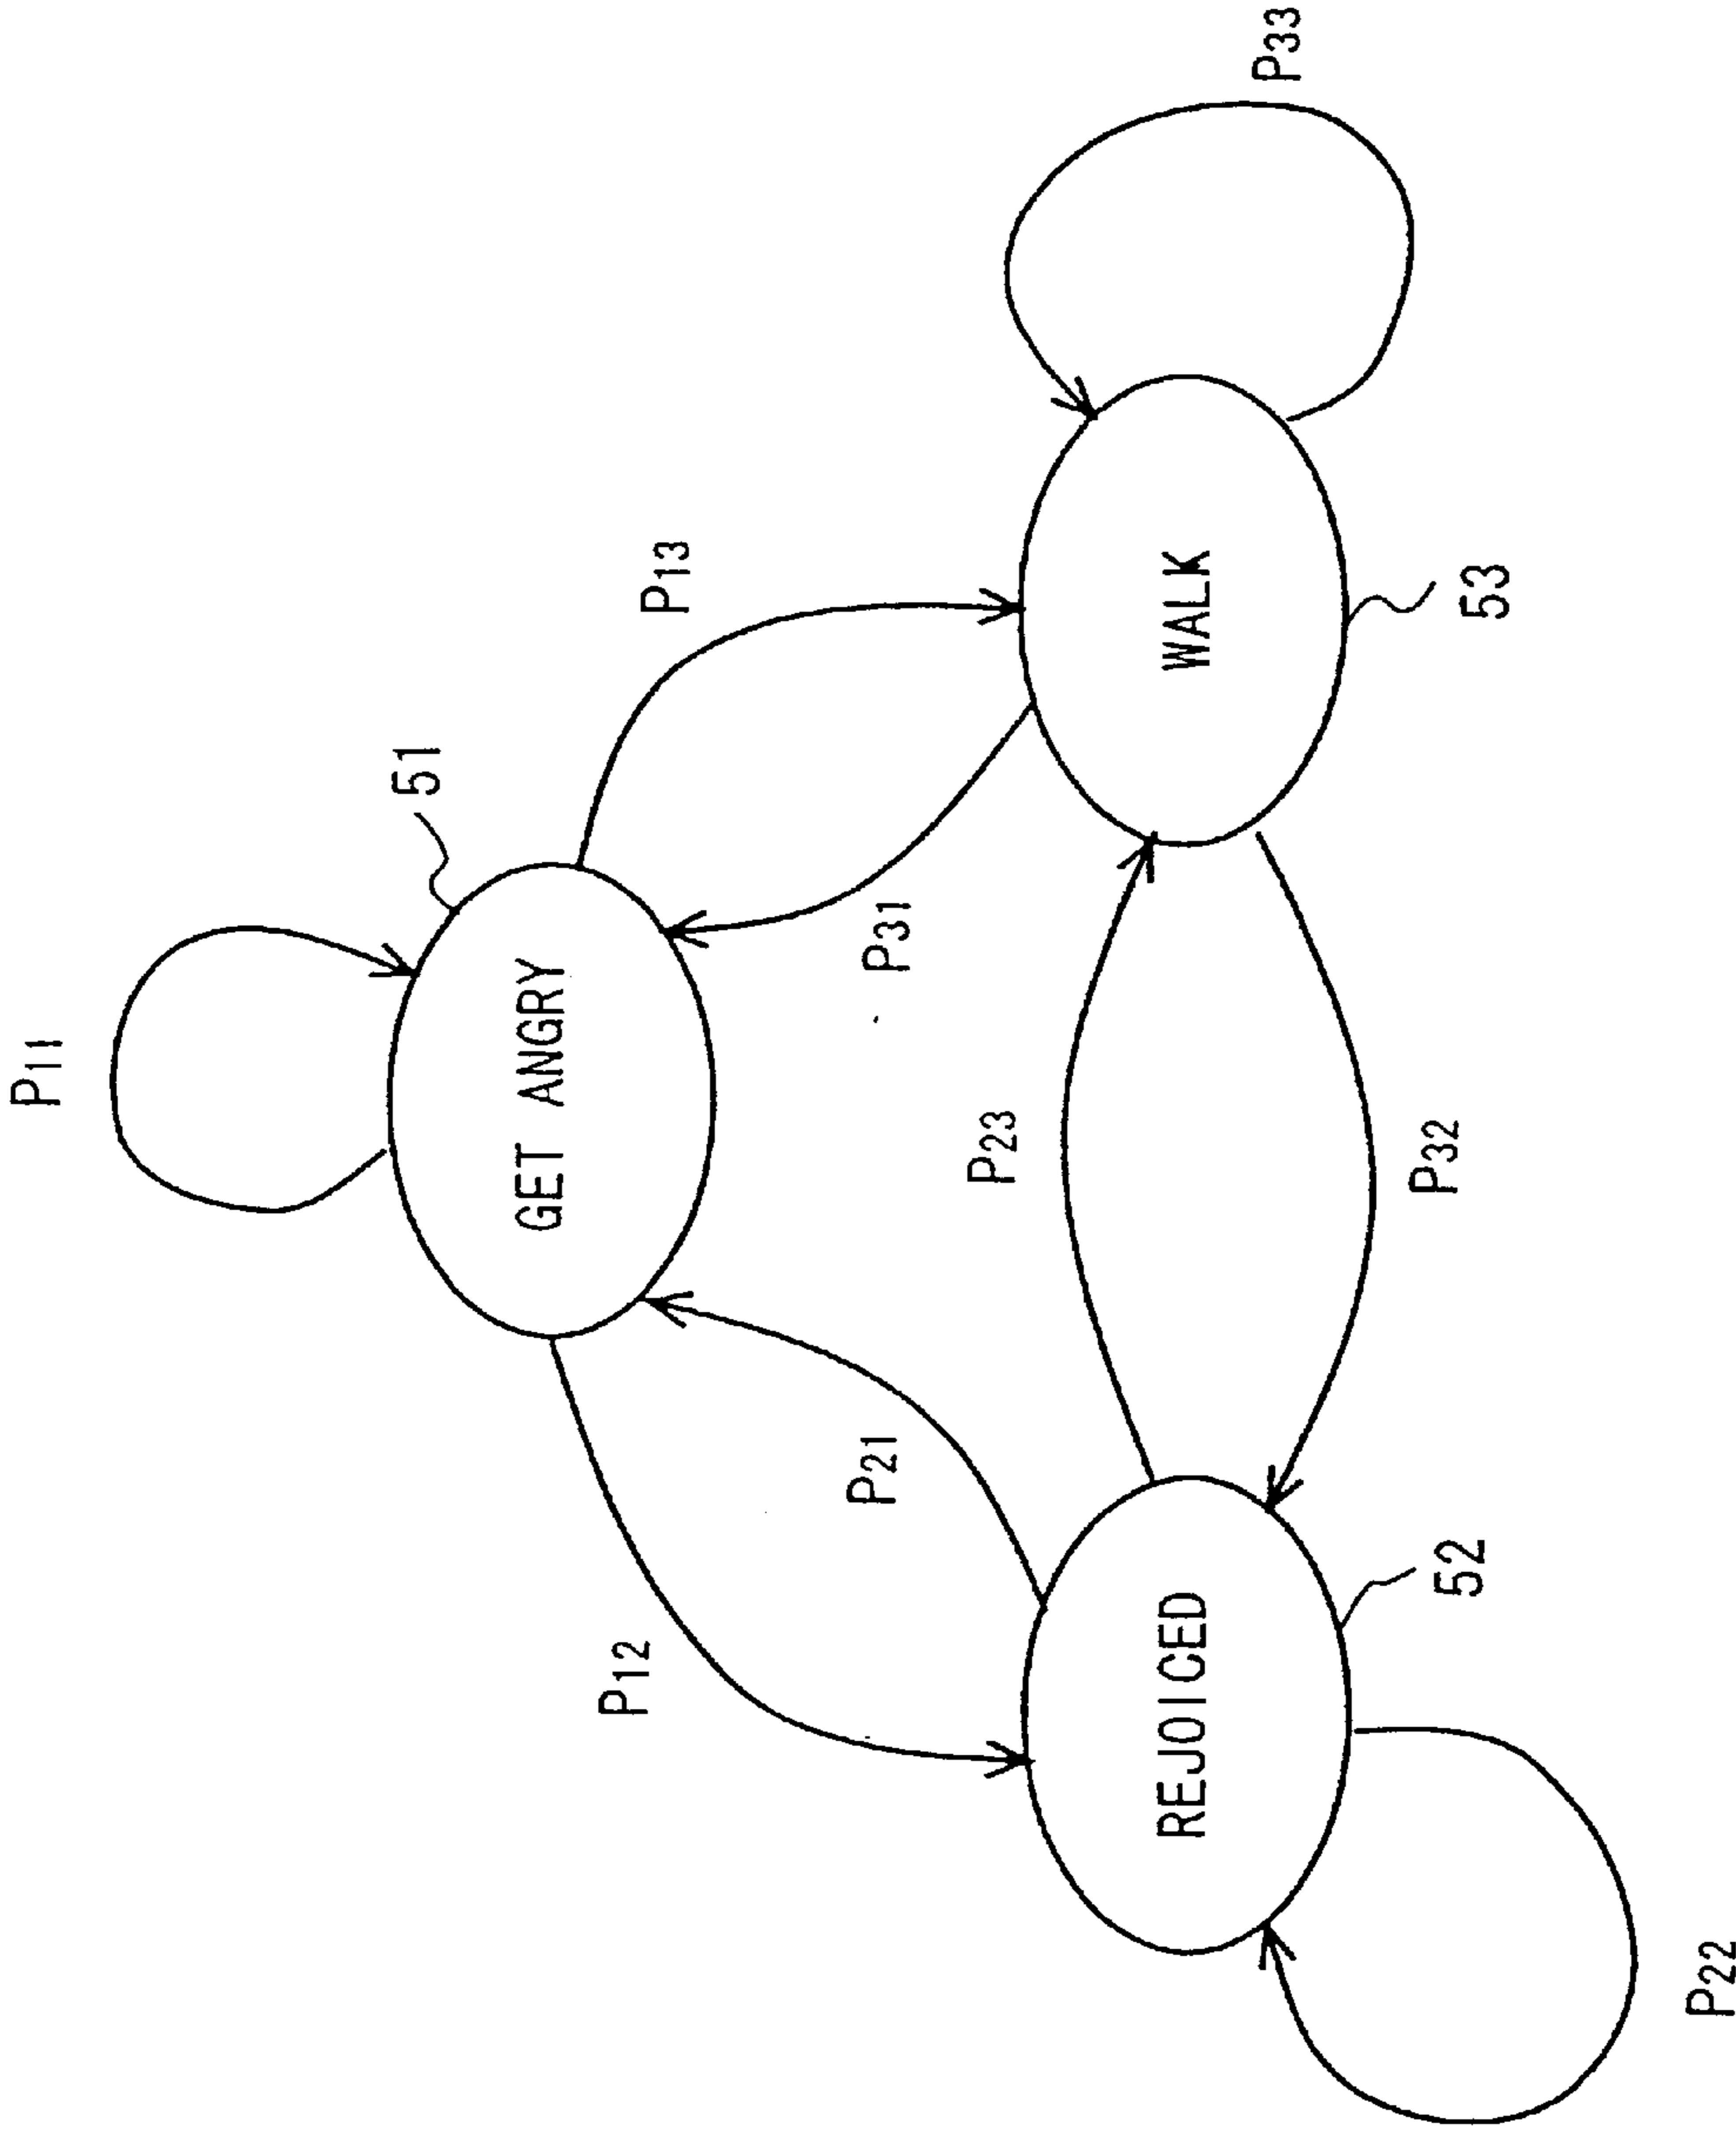 P11
51
GET ANGRY
P13
P12
P21
P31
P23
REJOICED
WALK
P33
P32
52
53
P22